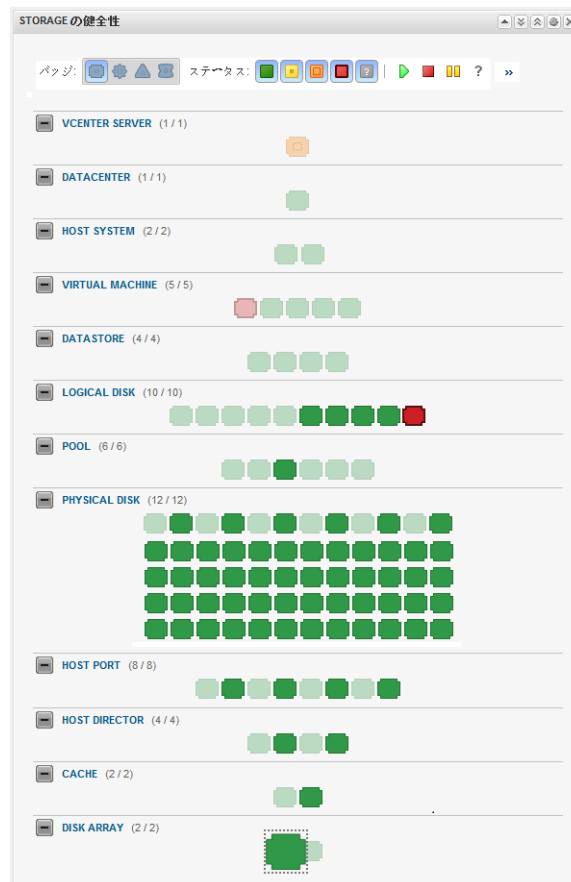 STORAGE の健全性
バッジ: ステータス: ? | ? »
VCENTER SERVER (1 / 1)
DATACENTER (1 / 1)
HOST SYSTEM (2 / 2)
VIRTUAL MACHINE (5 / 5)
DATASTORE (4 / 4)
LOGICAL DISK (10 / 10)
POOL (6 / 6)
PHYSICAL DISK (12 / 12)
HOST PORT (8 / 8)
HOST DIRECTOR (4 / 4)
CACHE (2 / 2)
DISK ARRAY (2 / 2)